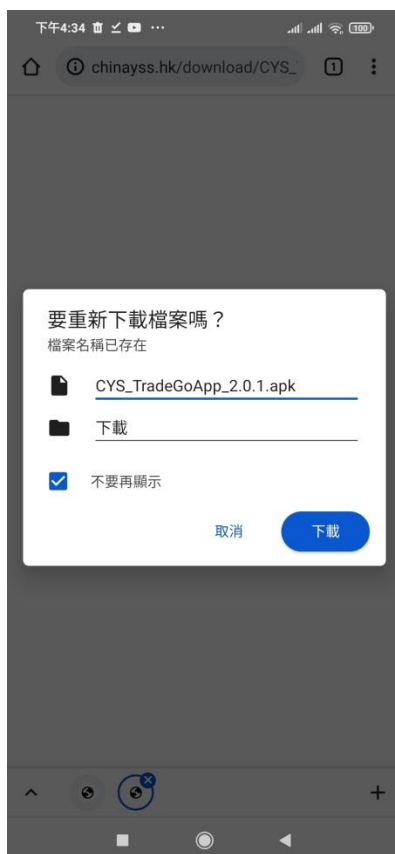 下午4:34
100
chinayss.hk/download/CYS_
1
要重新下載檔案嗎？
檔案名稱已存在
CYS_TradeGoApp_2.0.1.apk
下載
不要再顯示
取消
下載